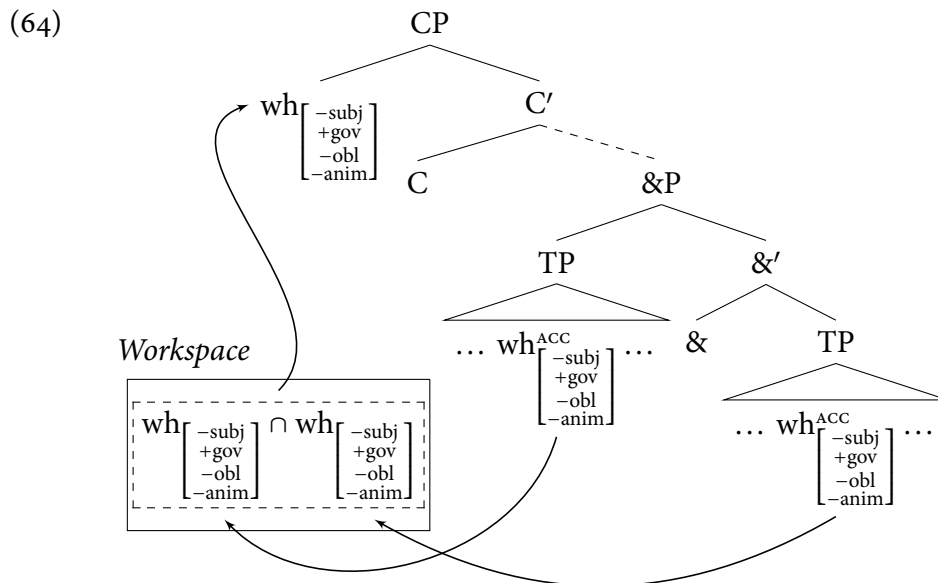 (64)
CP
wh[−subj +gov −obl −anim] C′
C &P
TP &′
… wh^ACC[−subj +gov −obl −anim] … & TP
… wh^ACC[−subj +gov −obl −anim] …
Workspace
wh[−subj +gov −obl −anim] ∩ wh[−subj +gov −obl −anim]